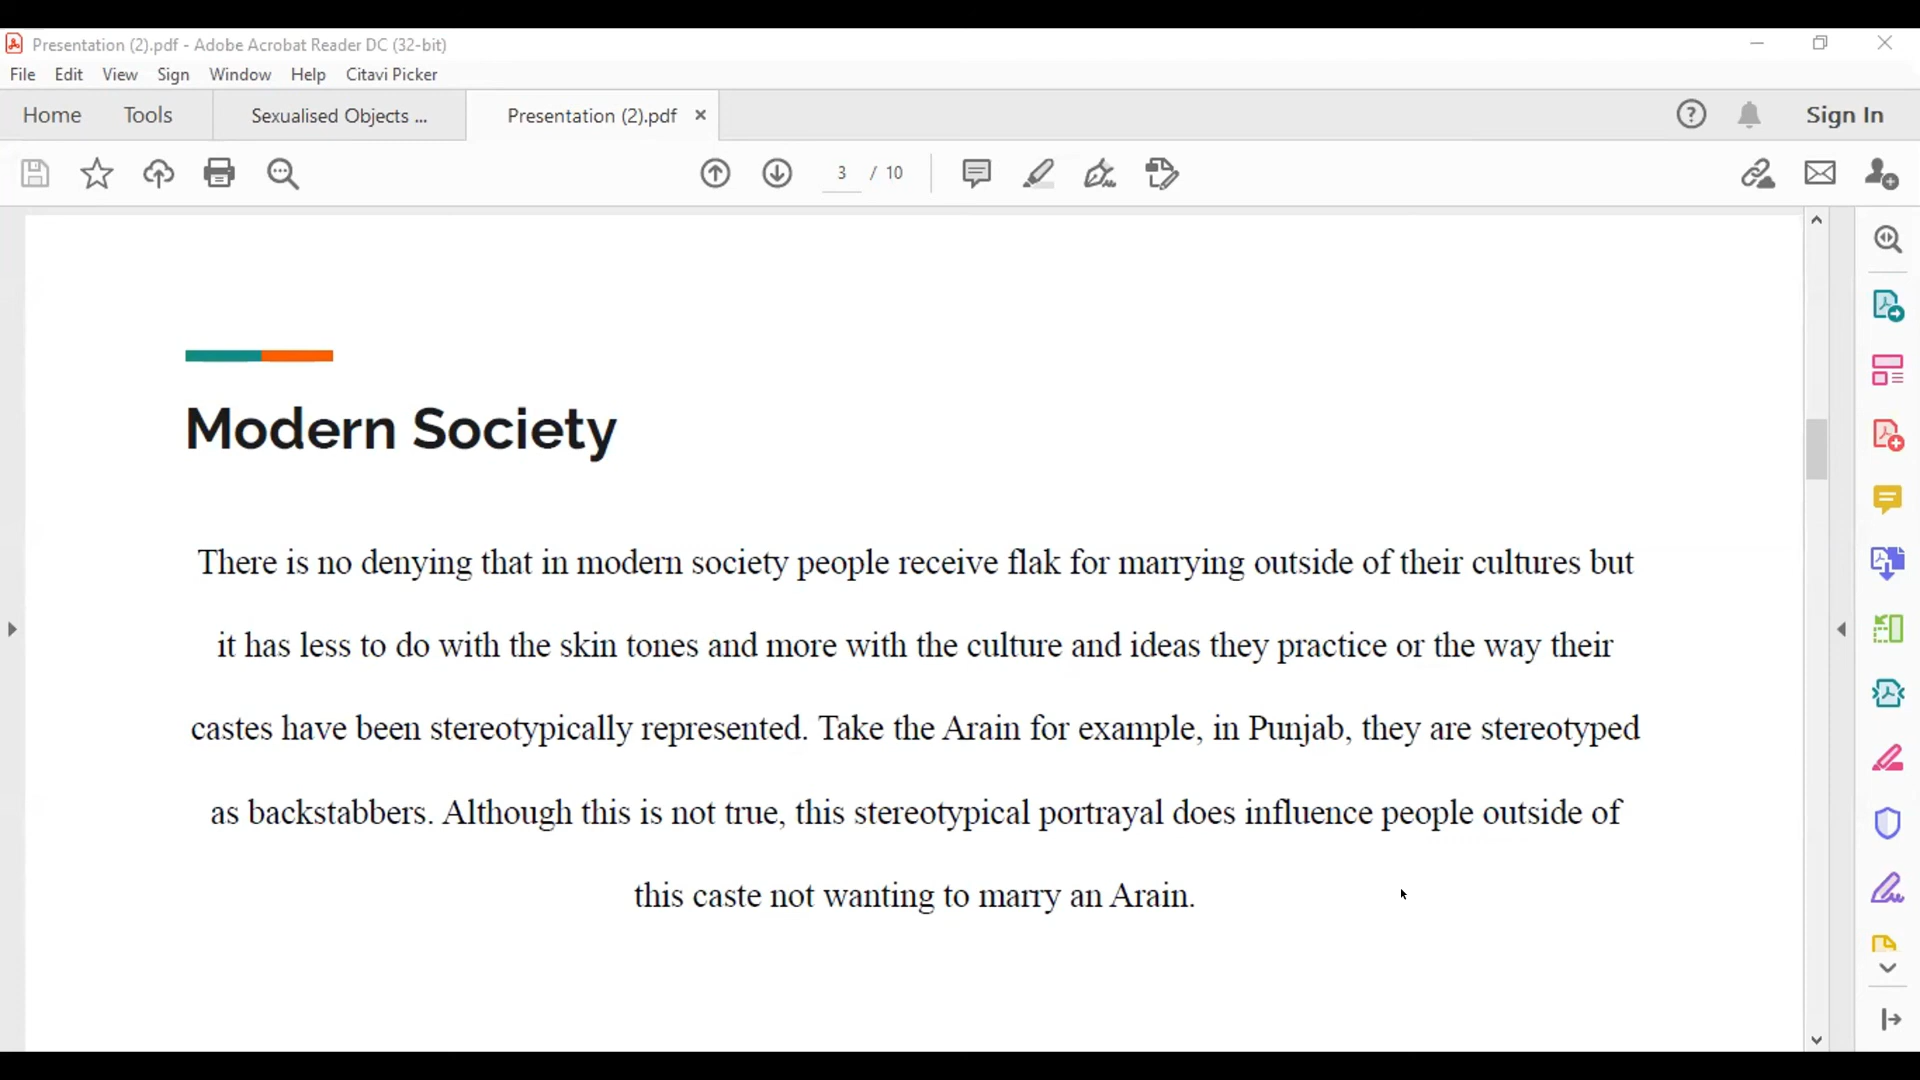 Presentation (2).pdf - Adobe Acrobat Reader DC (32-bit)
File Edit View Sign Window Help Citavi Picker
Home Tools Sexualised Objects ... Presentation (2).pdf × Sign In
3 / 10
Modern Society
There is no denying that in modern society people receive flak for marrying outside of their cultures but
it has less to do with the skin tones and more with the culture and ideas they practice or the way their
castes have been stereotypically represented. Take the Arain for example, in Punjab, they are stereotyped
as backstabbers. Although this is not true, this stereotypical portrayal does influence people outside of
this caste not wanting to marry an Arain.